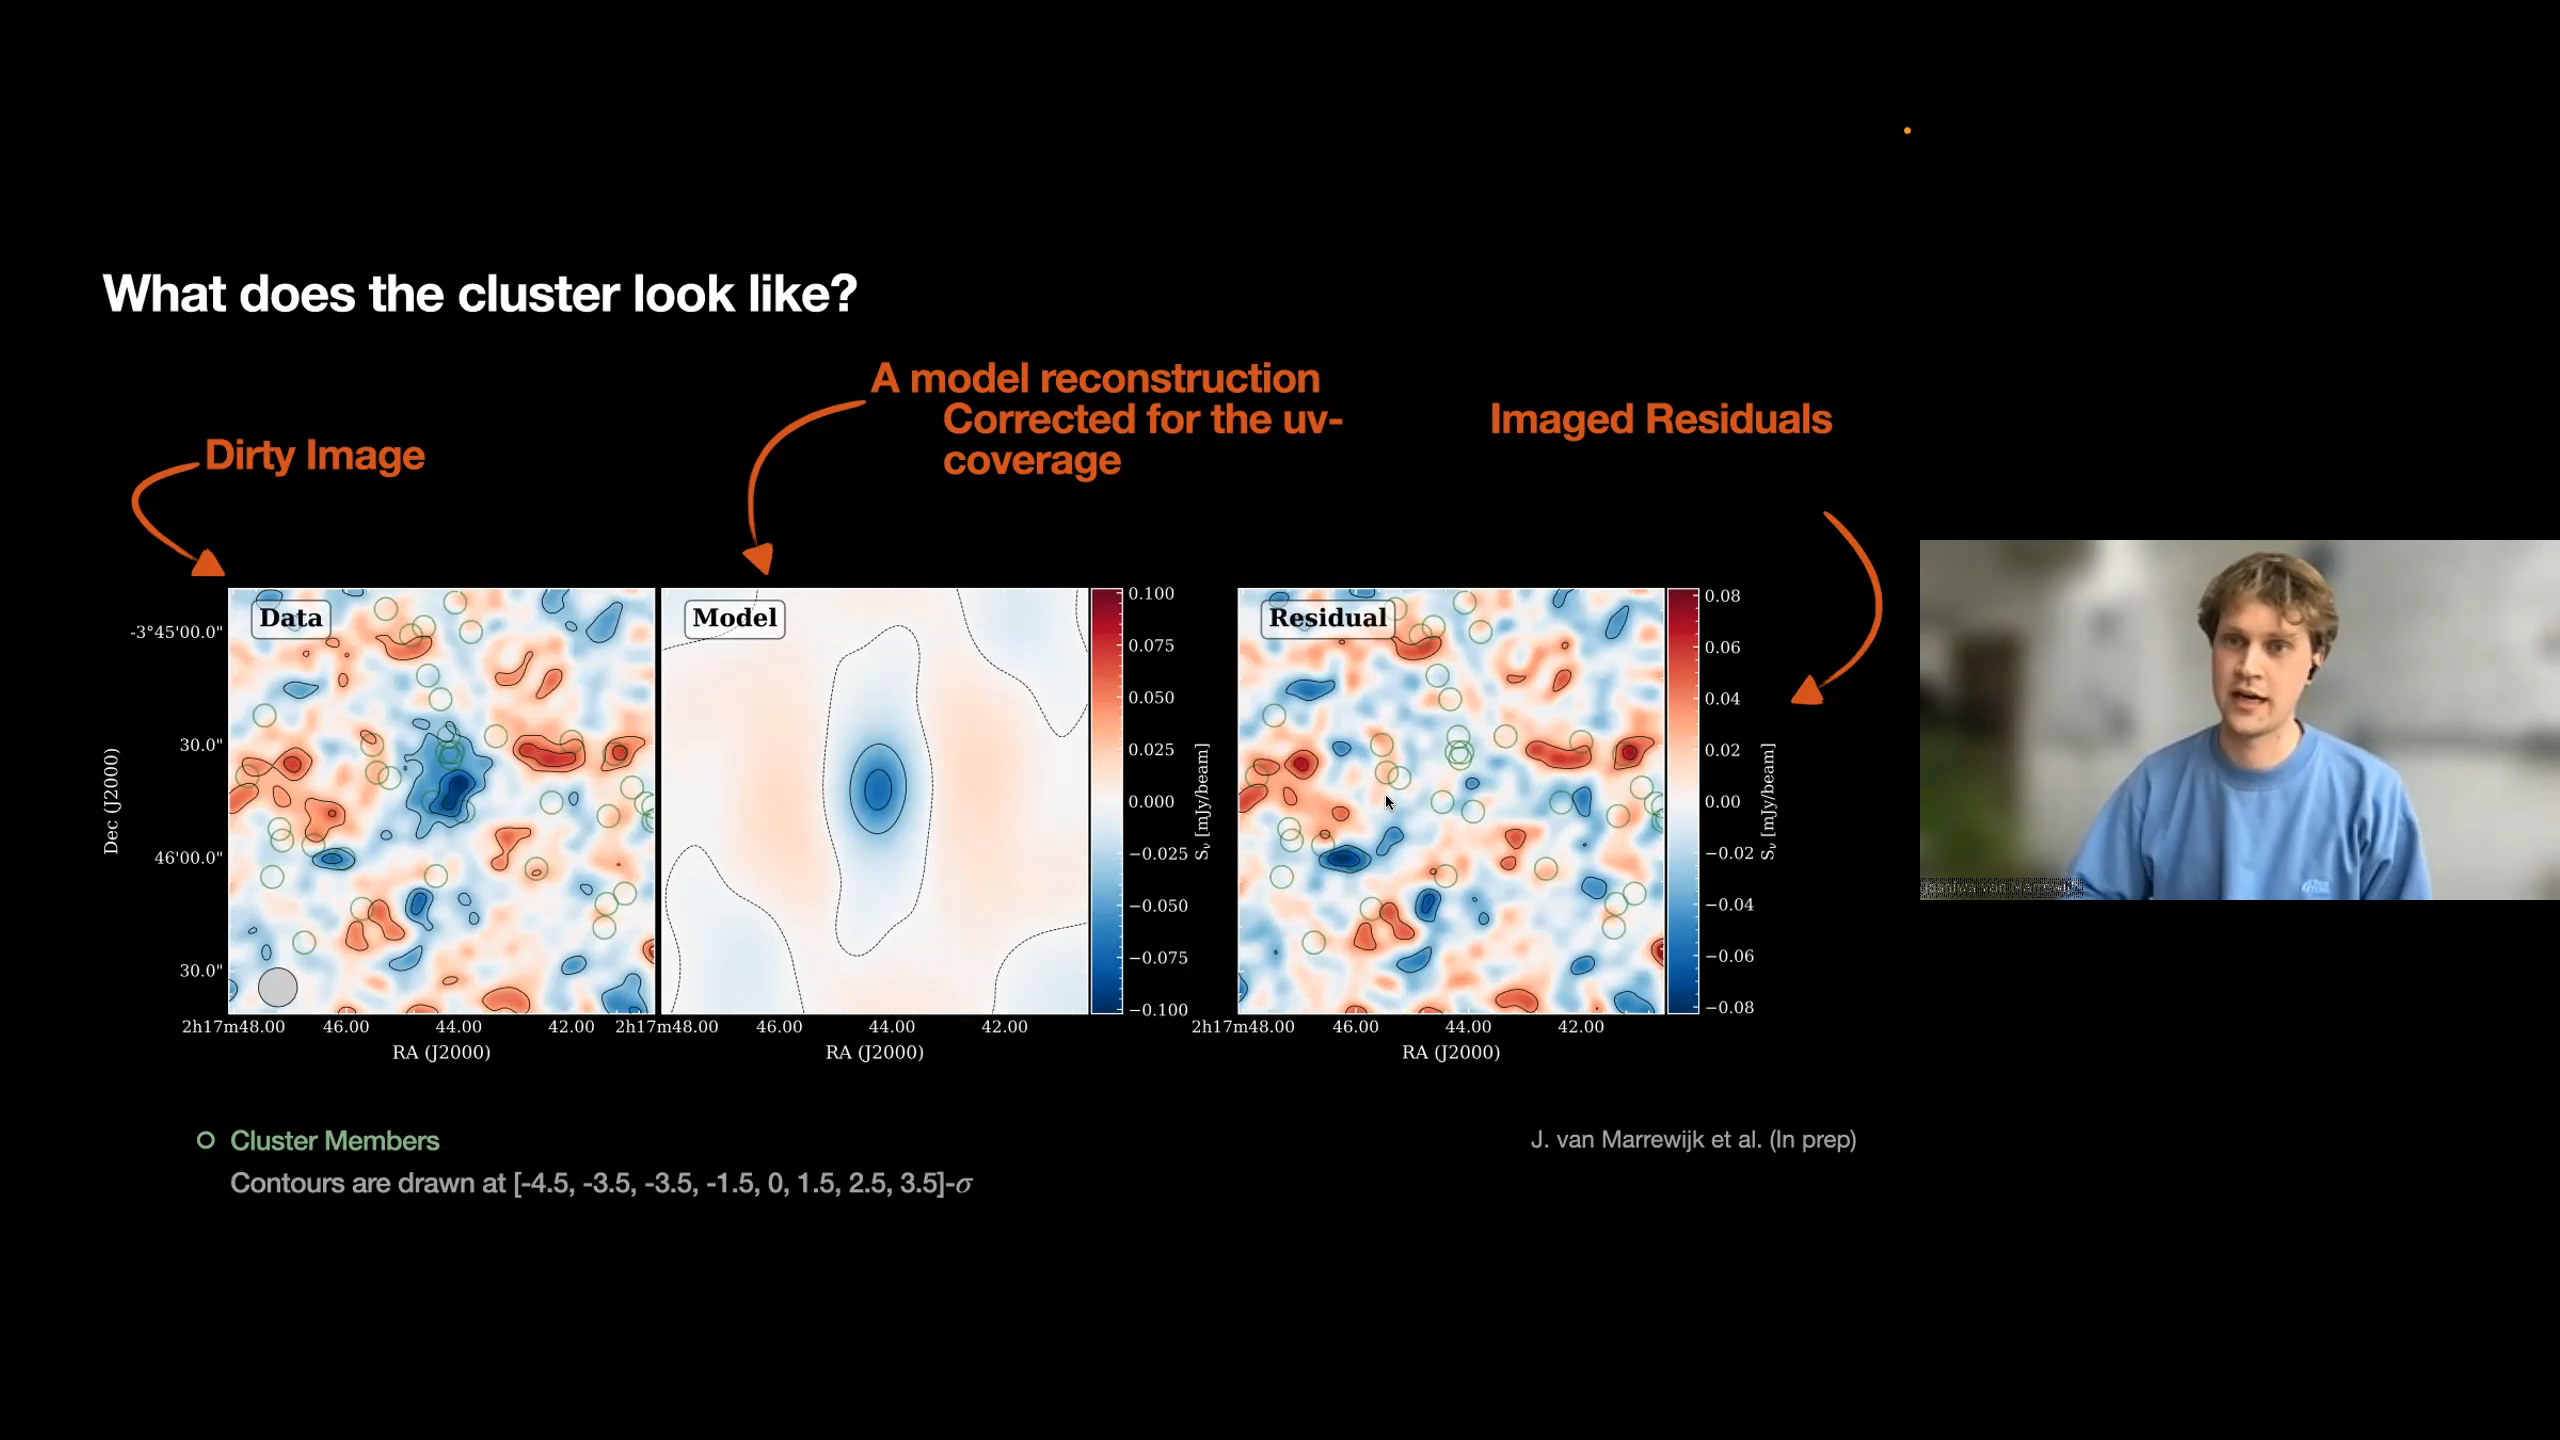 What does the cluster look like?
A model reconstruction
Corrected for the uv-
coverage
Imaged Residuals
Dirty Image
Data
Model
Residual
-3°45'00.0"
30.0"
46'00.0"
30.0"
Dec (J2000)
2h17m48.00 46.00 44.00 42.00
RA (J2000)
2h17m48.00 46.00 44.00 42.00
RA (J2000)
0.100
0.075
0.050
0.025
0.000
−0.025
−0.050
−0.075
−0.100
Sν [mJy/beam]
2h17m48.00 46.00 44.00 42.00
RA (J2000)
0.08
0.06
0.04
0.02
0.00
−0.02
−0.04
−0.06
−0.08
Sν [mJy/beam]
Cluster Members
Contours are drawn at [-4.5, -3.5, -3.5, -1.5, 0, 1.5, 2.5, 3.5]-σ
J. van Marrewijk et al. (In prep)
van Marrewijk